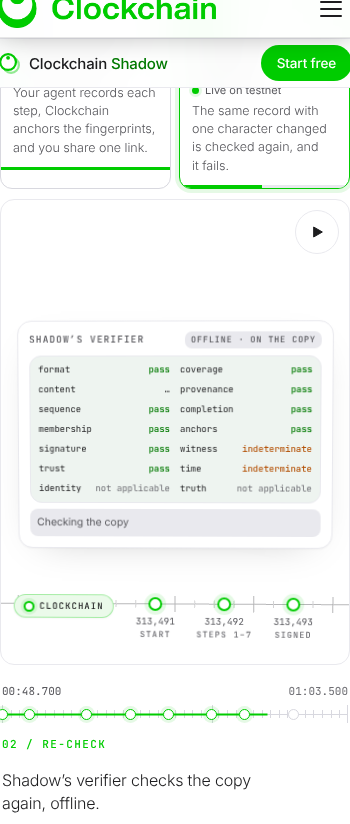 Clockchain
Clockchain Shadow
Start free
Your agent records each
step, Clockchain
anchors the fingerprints,
and you share one link.
Live on testnet
The same record with
one character changed
is checked again, and
it fails.
SHADOW'S VERIFIER
OFFLINE · ON THE COPY
format pass coverage pass
content … provenance pass
sequence pass completion pass
membership pass anchors pass
signature pass witness indeterminate
trust pass time indeterminate
identity not applicable truth not applicable
Checking the copy
CLOCKCHAIN
313,491 313,492 313,493
START STEPS 1–7 SIGNED
00:48.700 01:03.500
02 / RE-CHECK
Shadow’s verifier checks the copy
again, offline.